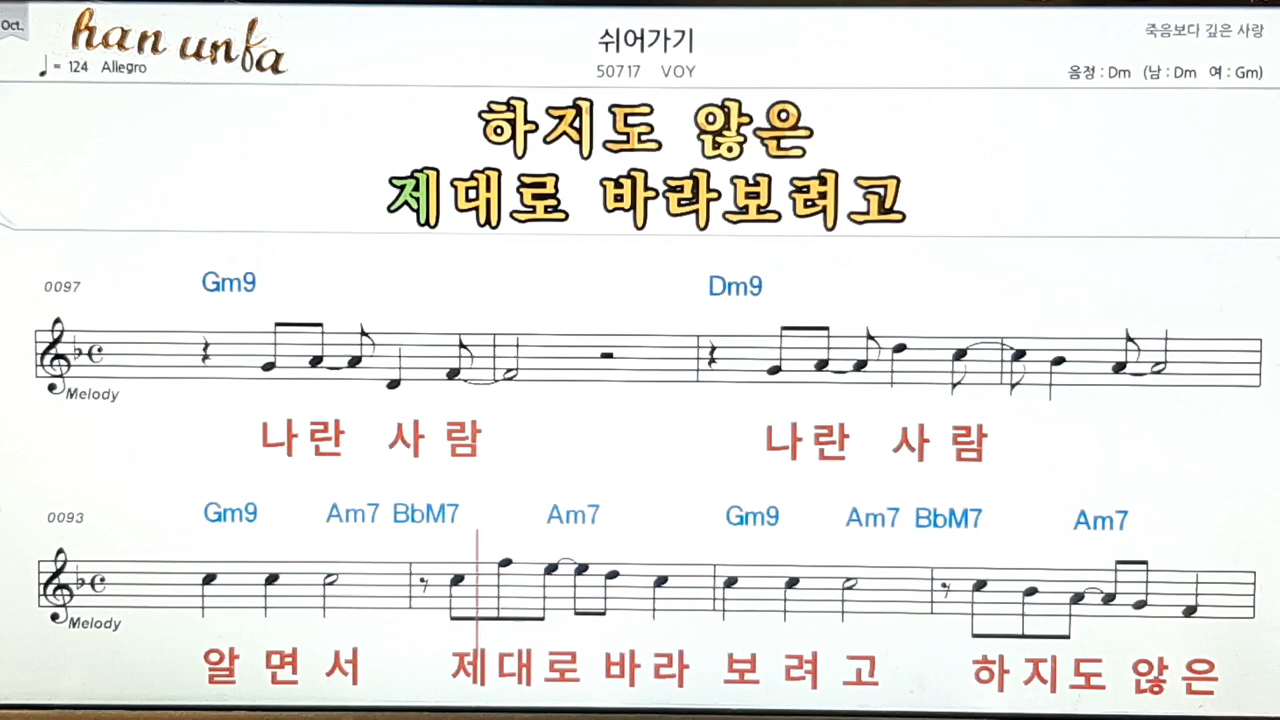 Oct.
han unfa
♩= 124 Allegro
쉬어가기
50717 VOY
죽음보다 깊은 사랑
음정 : Dm (남 : Dm 여 : Gm)
하지도 않은
제대로 바라보려고
0097
Gm9 Dm9
Melody
나란 사람 나란 사람
0093
Gm9 Am7 BbM7 Am7 Gm9 Am7 BbM7 Am7
Melody
알면서 제대로 바라 보려고 하지도 않은